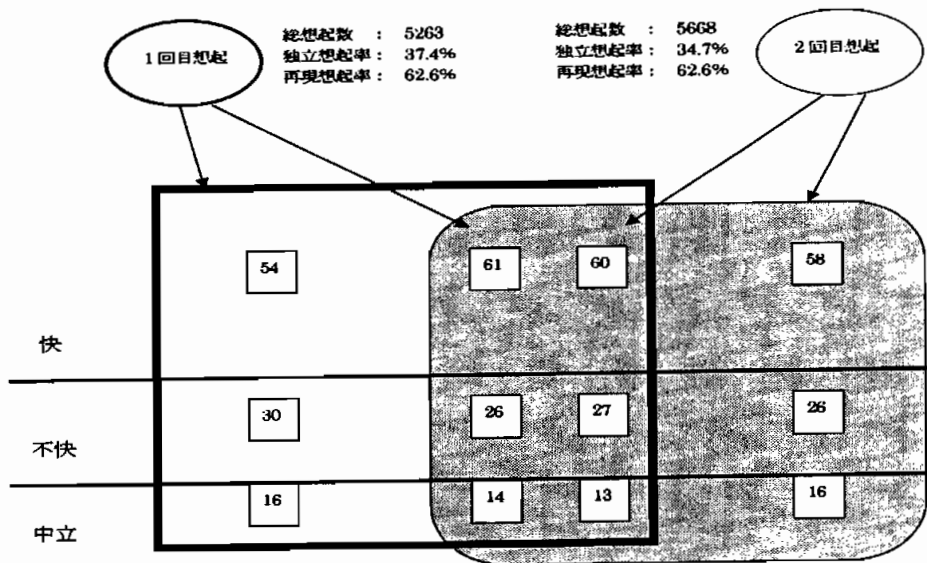 1回目想起
総想起数 : 5263
独立想起率 : 37.4%
再現想起率 : 62.6%
総想起数 : 5668
独立想起率 : 34.7%
再現想起率 : 62.6%
2回目想起
54 61 60 58
快
30 26 27 26
不快
16 14 13 16
中立